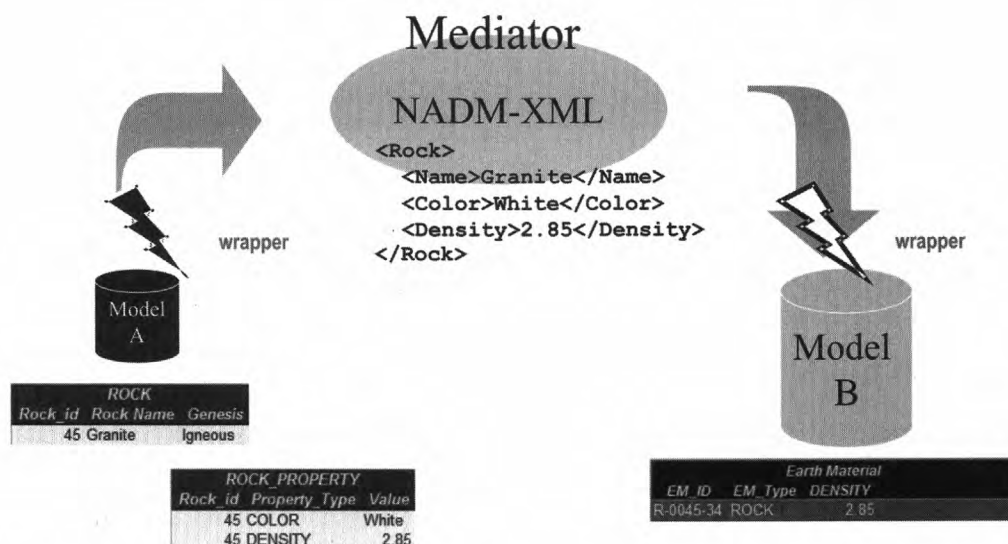 Mediator
NADM-XML
<Rock>
<Name>Granite</Name>
<Color>White</Color>
<Density>2.85</Density>
</Rock>
wrapper
wrapper
Model
A
Model
B
ROCK
Rock_id Rock Name Genesis
45 Granite Igneous
ROCK_PROPERTY
Rock_id Property_Type Value
45 COLOR White
45 DENSITY 2.85
Earth Material
EM_ID EM_Type DENSITY
R-0045-34 ROCK 2.85